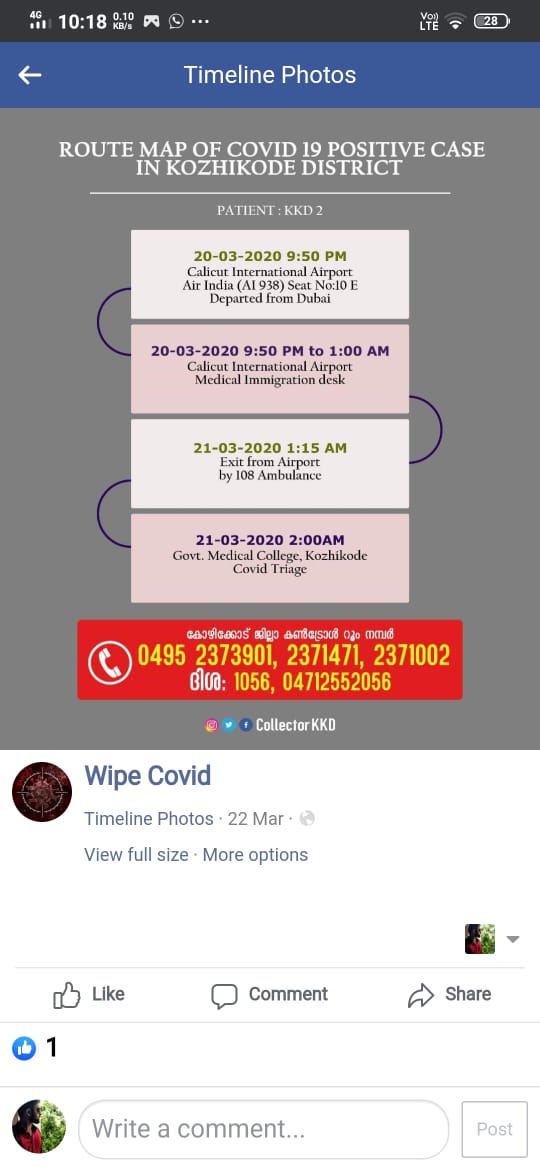 4G 10:18 0.10 KB/s ... Vo)) LTE 28
Timeline Photos
ROUTE MAP OF COVID 19 POSITIVE CASE
IN KOZHIKODE DISTRICT
PATIENT : KKD 2
20-03-2020 9:50 PM
Calicut International Airport
Air India (AI 938) Seat No:10 E
Departed from Dubai
20-03-2020 9:50 PM to 1:00 AM
Calicut International Airport
Medical Immigration desk
21-03-2020 1:15 AM
Exit from Airport
by 108 Ambulance
21-03-2020 2:00AM
Govt. Medical College, Kozhikode
Covid Triage
കോഴിക്കോട് ജില്ലാ കൺട്രോൾ റൂം നമ്പർ
0495 2373901, 2371471, 2371002
ദിശ: 1056, 04712552056
CollectorKKD
Wipe Covid
Timeline Photos · 22 Mar ·
View full size · More options
Like Comment Share
1
Write a comment... Post